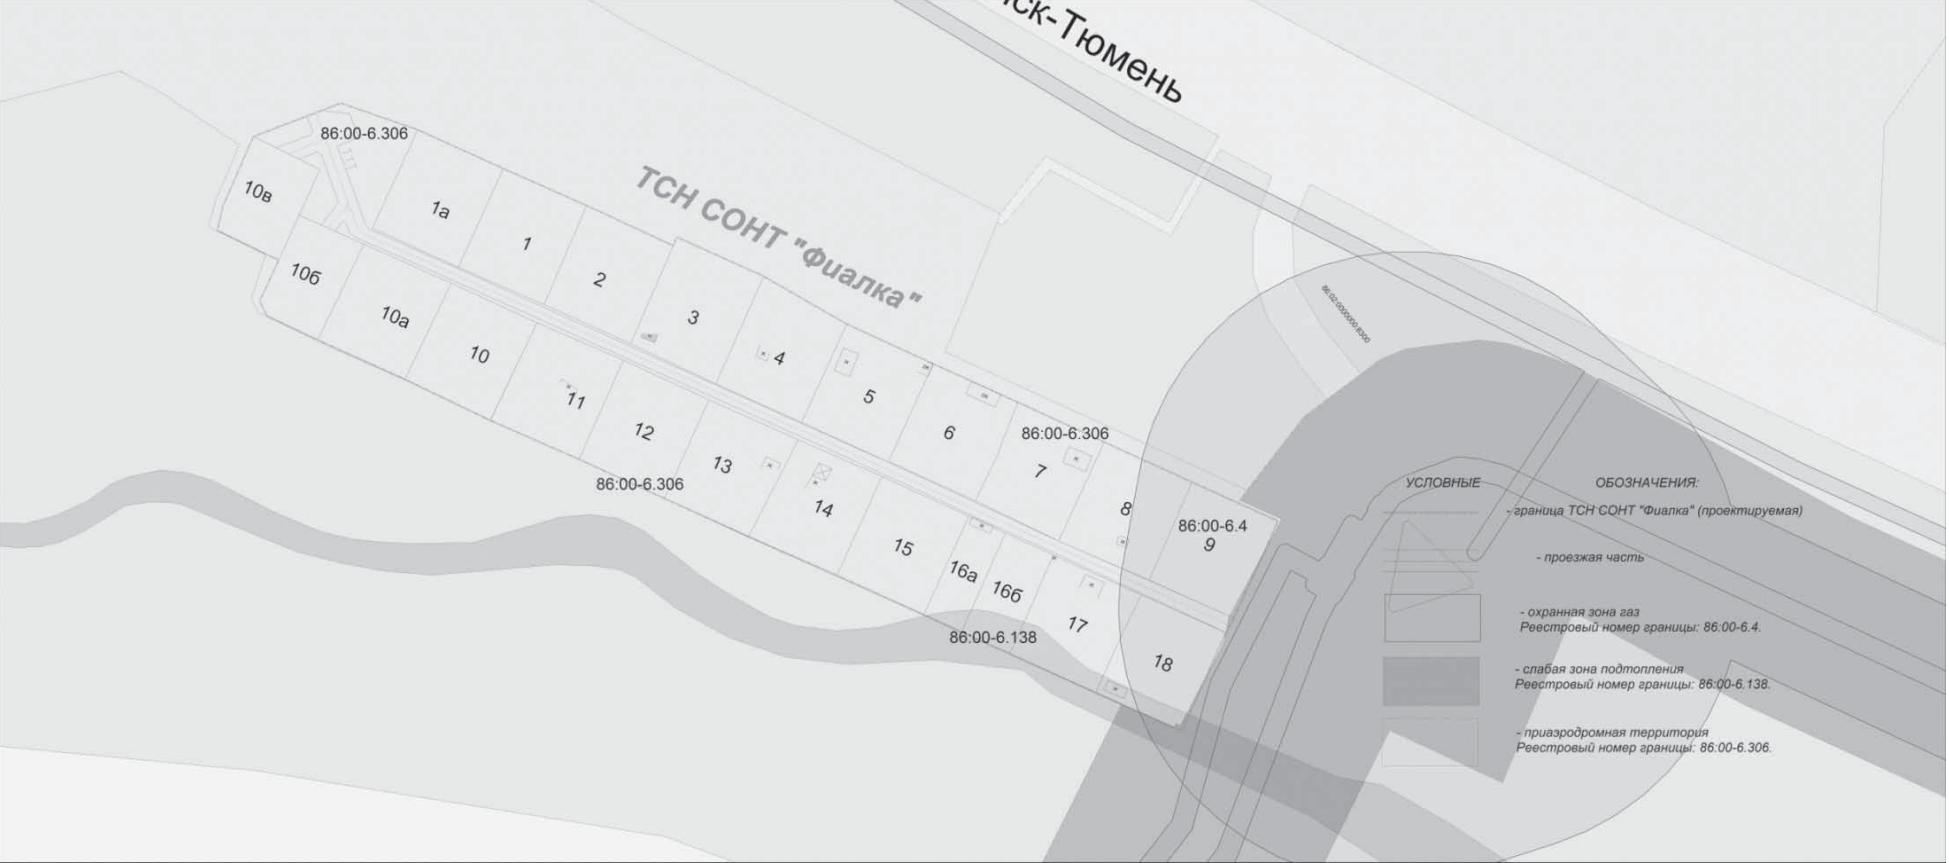 ск-Тюмень
86:00-6.306
10в
1а
1
2
ТСН СОНТ "Фиалка"
3
4
5
6
86:00-6.306
7
8
86:00-6.4
9
10б
10а
10
11
12
13
86:00-6.306
14
15
16а
16б
17
18
86:00-6.138
УСЛОВНЫЕ ОБОЗНАЧЕНИЯ:
- граница ТСН СОНТ "Фиалка" (проектируемая)
- проезжая часть
- охранная зона газ
Реестровый номер границы: 86:00-6.4.
- слабая зона подтопления
Реестровый номер границы: 86:00-6.138.
- приаэродромная территория
Реестровый номер границы: 86:00-6.306.